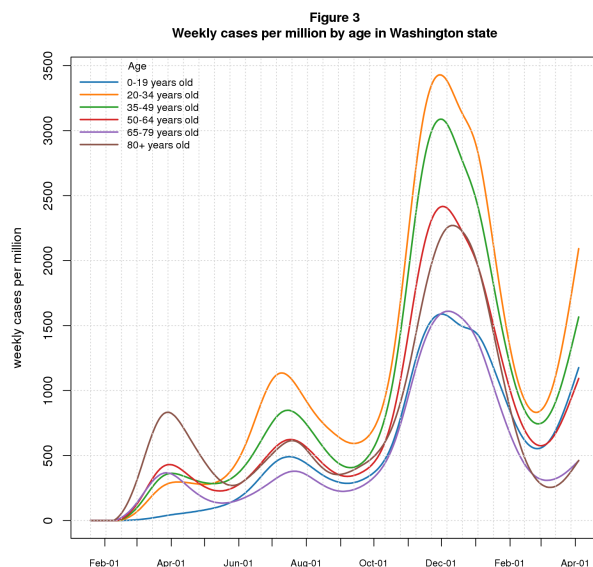 Figure 3
Weekly cases per million by age in Washington state
weekly cases per million
3500
3000
2500
2000
1500
1000
500
0
Age
0-19 years old
20-34 years old
35-49 years old
50-64 years old
65-79 years old
80+ years old
Feb-01 Apr-01 Jun-01 Aug-01 Oct-01 Dec-01 Feb-01 Apr-01